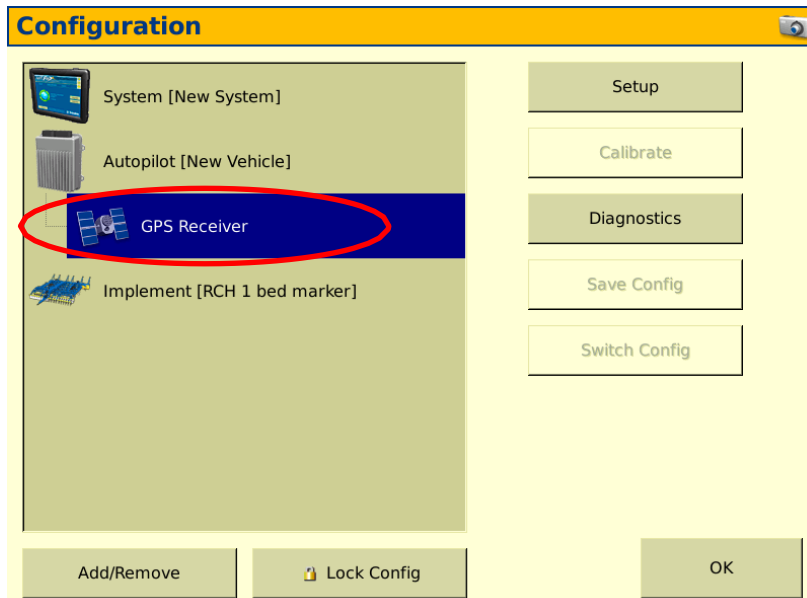 Configuration
System [New System]
Autopilot [New Vehicle]
GPS Receiver
Implement [RCH 1 bed marker]
Setup
Calibrate
Diagnostics
Save Config
Switch Config
Add/Remove
Lock Config
OK